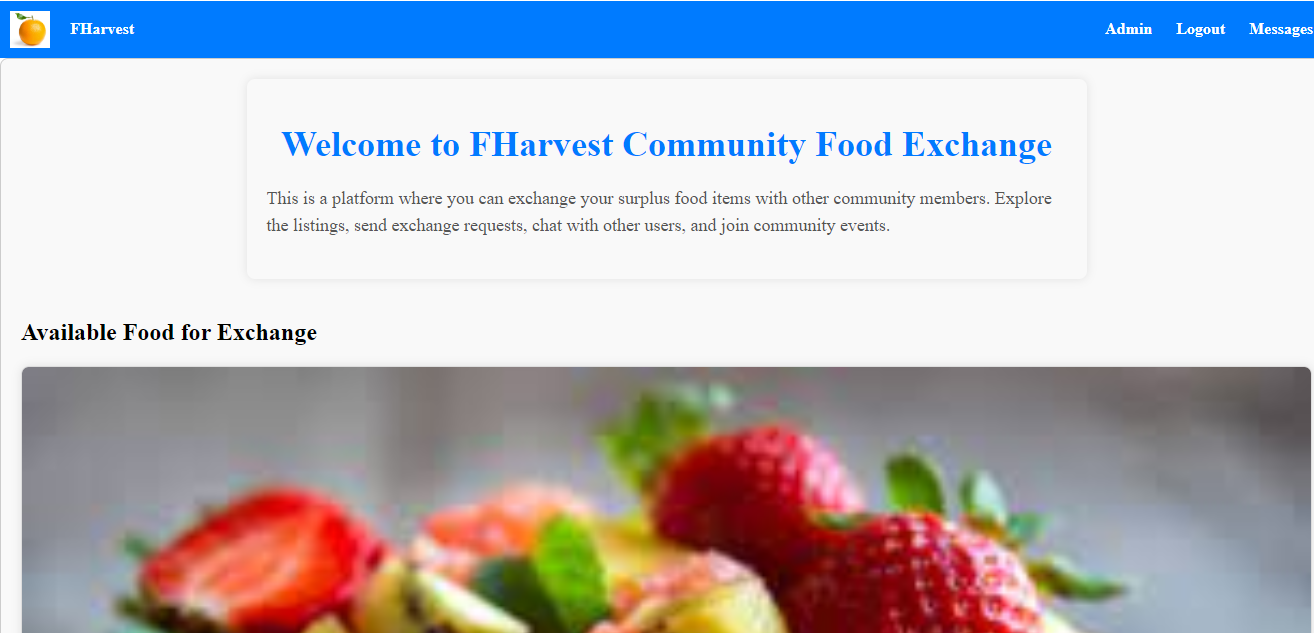 FHarvest
Admin Logout Messages
Welcome to FHarvest Community Food Exchange
This is a platform where you can exchange your surplus food items with other community members. Explore
the listings, send exchange requests, chat with other users, and join community events.
Available Food for Exchange